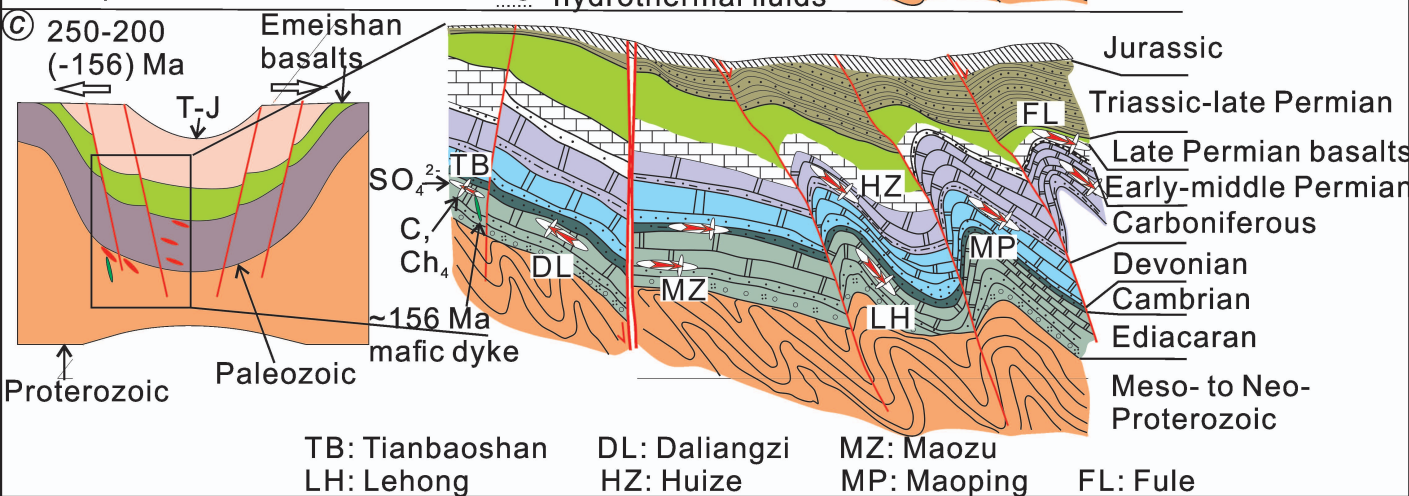 hydrothermal fluids
C
250-200
(-156) Ma
Emeishan
basalts
T-J
Proterozoic
Paleozoic
SO₄²⁻
C,
Ch₄
~156 Ma
mafic dyke
TB
DL
MZ
LH
HZ
MP
FL
Jurassic
Triassic-late Permian
Late Permian basalts
Early-middle Permian
Carboniferous
Devonian
Cambrian
Ediacaran
Meso- to Neo-
Proterozoic
TB: Tianbaoshan DL: Daliangzi MZ: Maozu
LH: Lehong HZ: Huize MP: Maoping FL: Fule